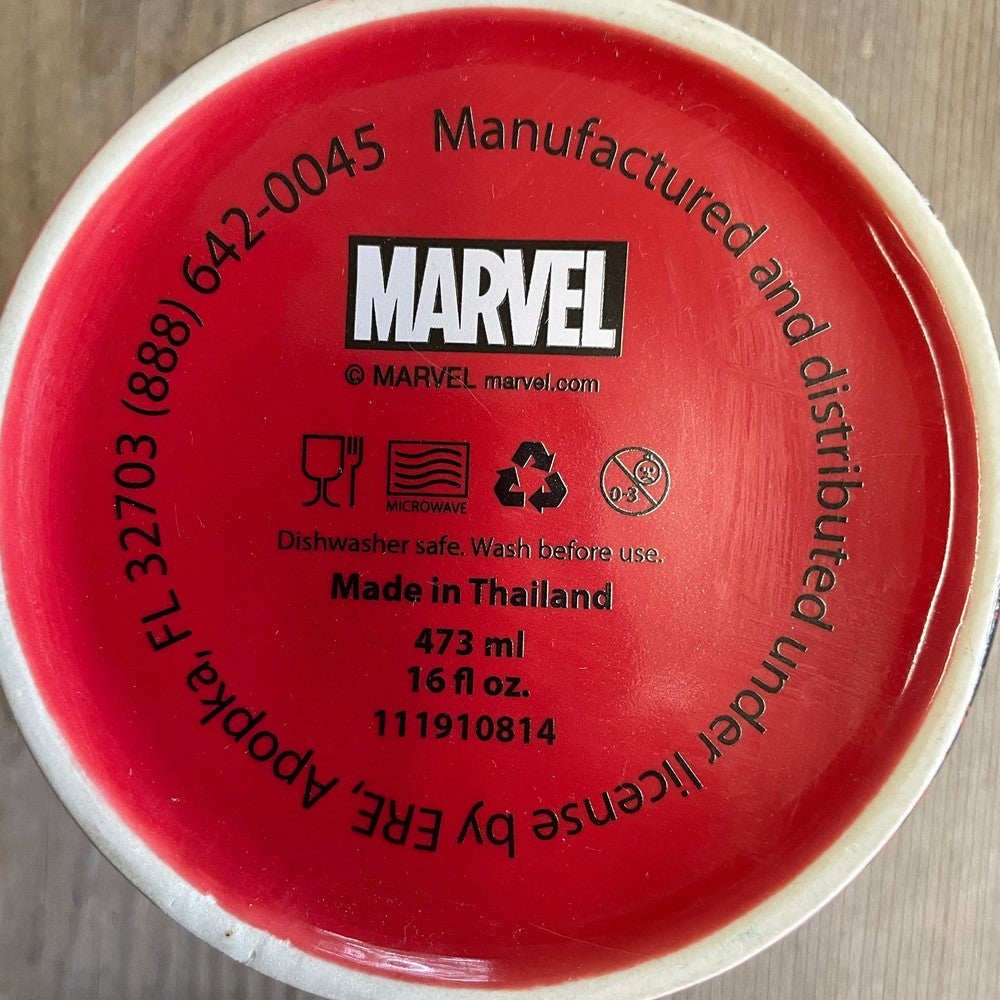 Manufactured and distributed under license by ERE, Apopka, FL 32703 (888) 642-0045
MARVEL
© MARVEL marvel.com
MICROWAVE
0-3
Dishwasher safe. Wash before use.
Made in Thailand
473 ml
16 fl oz.
111910814